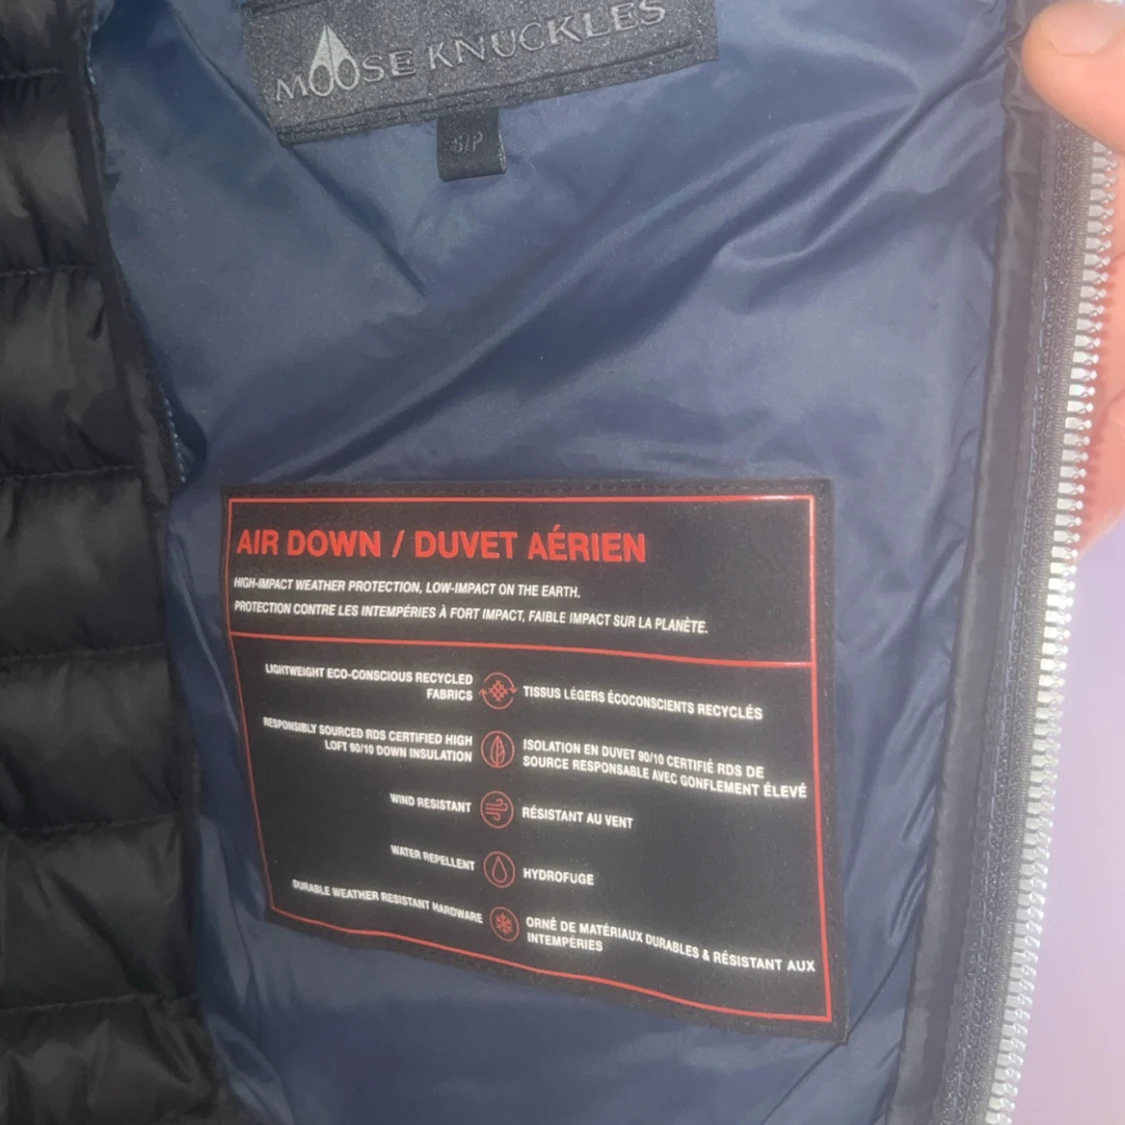 MOOSE KNUCKLES
S/P
AIR DOWN / DUVET AÉRIEN
HIGH-IMPACT WEATHER PROTECTION, LOW-IMPACT ON THE EARTH.
PROTECTION CONTRE LES INTEMPÉRIES À FORT IMPACT, FAIBLE IMPACT SUR LA PLANÈTE.
LIGHTWEIGHT ECO-CONSCIOUS RECYCLED
FABRICS
TISSUS LÉGERS ÉCOCONSCIENTS RECYCLÉS
RESPONSIBLY SOURCED RDS CERTIFIED HIGH
LOFT 90/10 DOWN INSULATION
ISOLATION EN DUVET 90/10 CERTIFIÉ RDS DE
SOURCE RESPONSABLE AVEC GONFLEMENT ÉLEVÉ
WIND RESISTANT
RÉSISTANT AU VENT
WATER REPELLENT
HYDROFUGE
DURABLE WEATHER RESISTANT HARDWARE
ORNÉ DE MATÉRIAUX DURABLES & RÉSISTANT AUX
INTEMPÉRIES